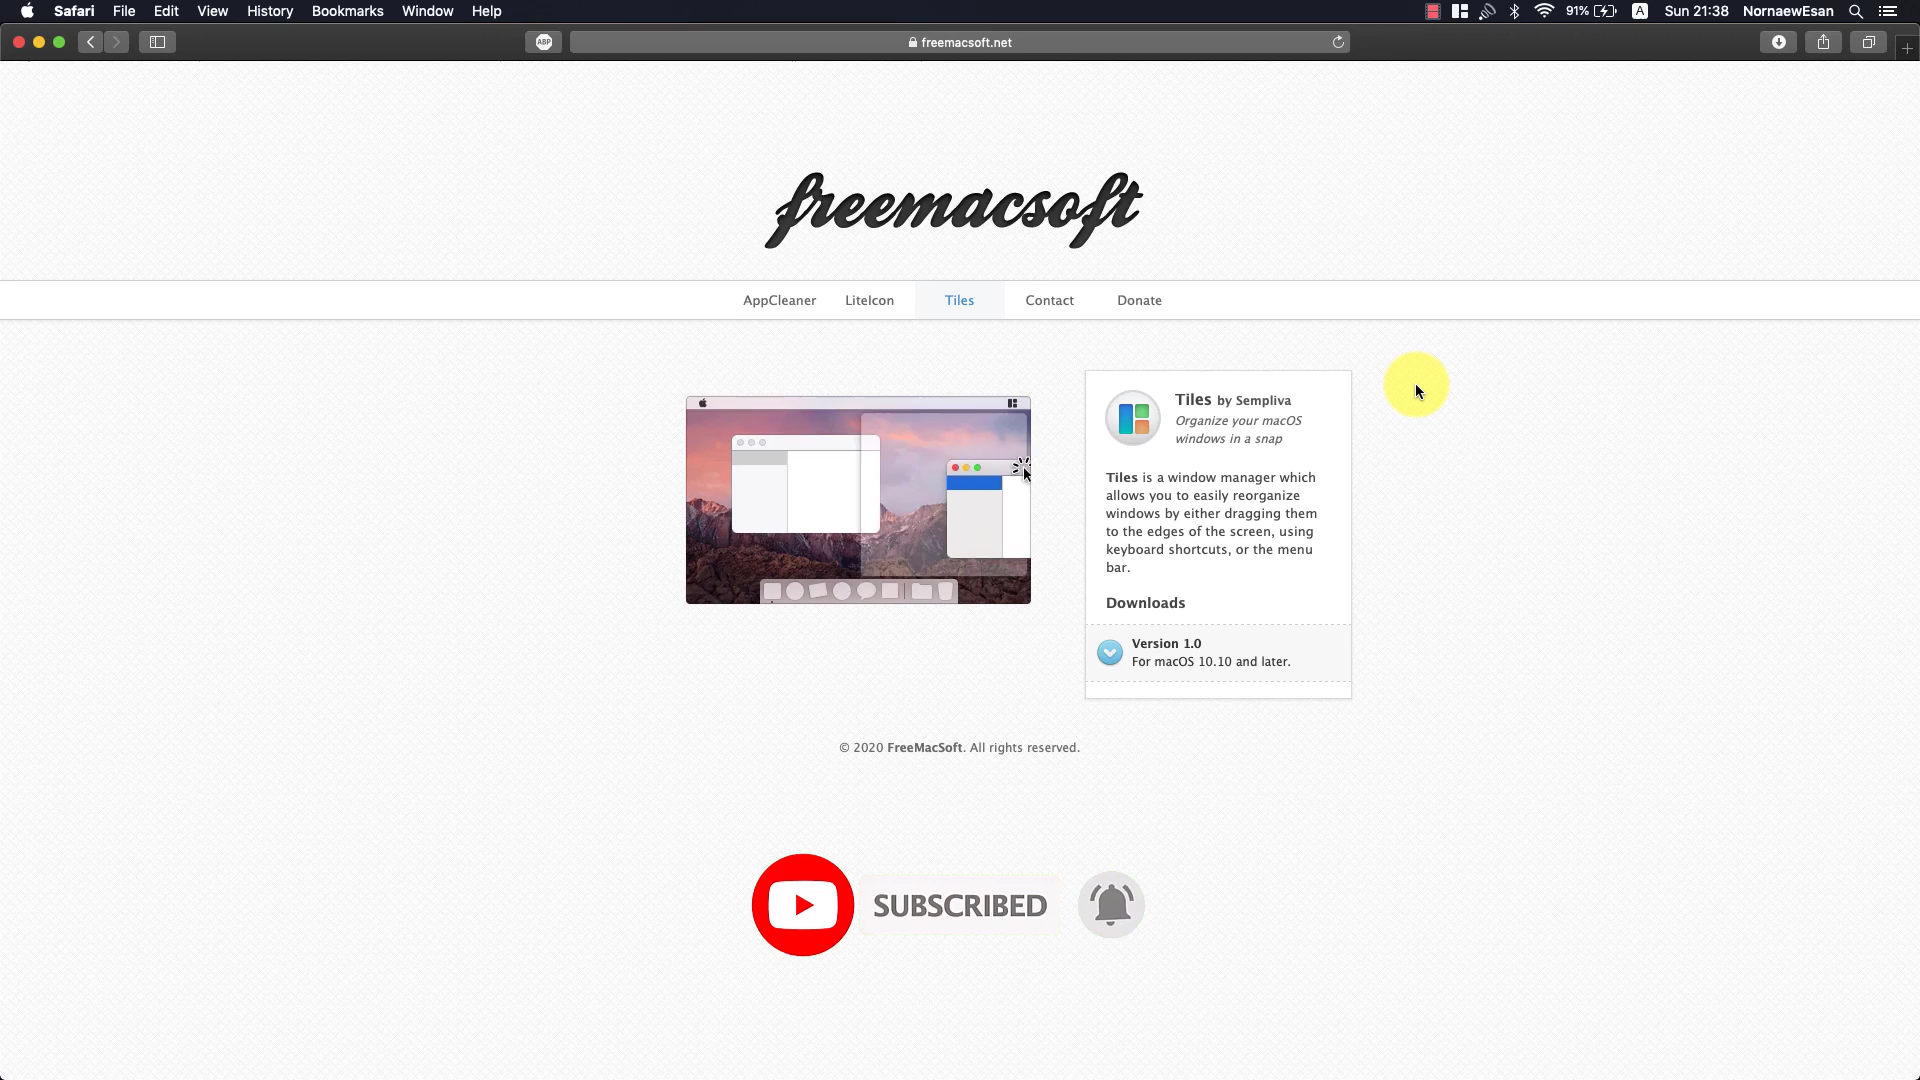 Safari File Edit View History Bookmarks Window Help 91% A Sun 21:38 NornaewEsan
ABP freemacsoft.net
freemacsoft
AppCleaner LiteIcon Tiles Contact Donate
Tiles by Sempliva
Organize your macOS
windows in a snap
Tiles is a window manager which
allows you to easily reorganize
windows by either dragging them
to the edges of the screen, using
keyboard shortcuts, or the menu
bar.
Downloads
Version 1.0
For macOS 10.10 and later.
© 2020 FreeMacSoft. All rights reserved.
SUBSCRIBED